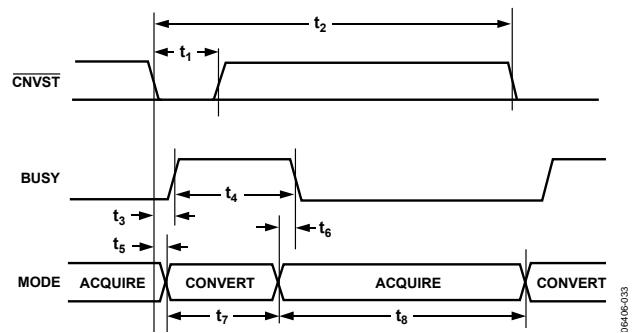 t2
t1
CNVST
BUSY
t4
t3
t6
t5
MODE ACQUIRE CONVERT ACQUIRE CONVERT
t7 t8
06406-033